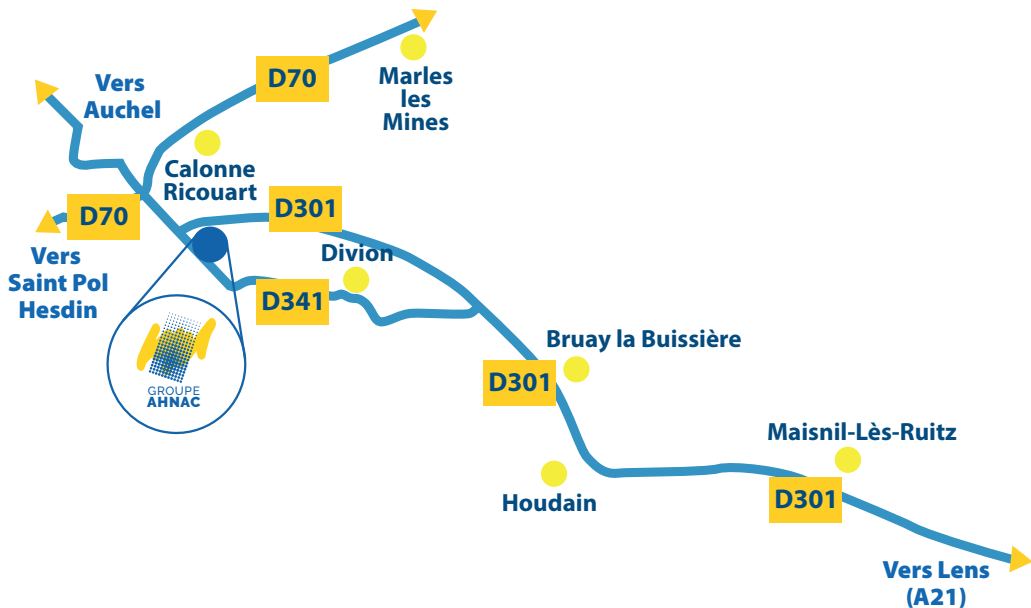 D70
Marles
les
Mines
Vers
Auchel
Calonne
Ricouart
D70
D301
Vers
Saint Pol
Hesdin
Divion
D341
Bruay la Buissière
D301
GROUPE
AHNAC
Maisnil-Lès-Ruitz
Houdain
D301
Vers Lens
(A21)